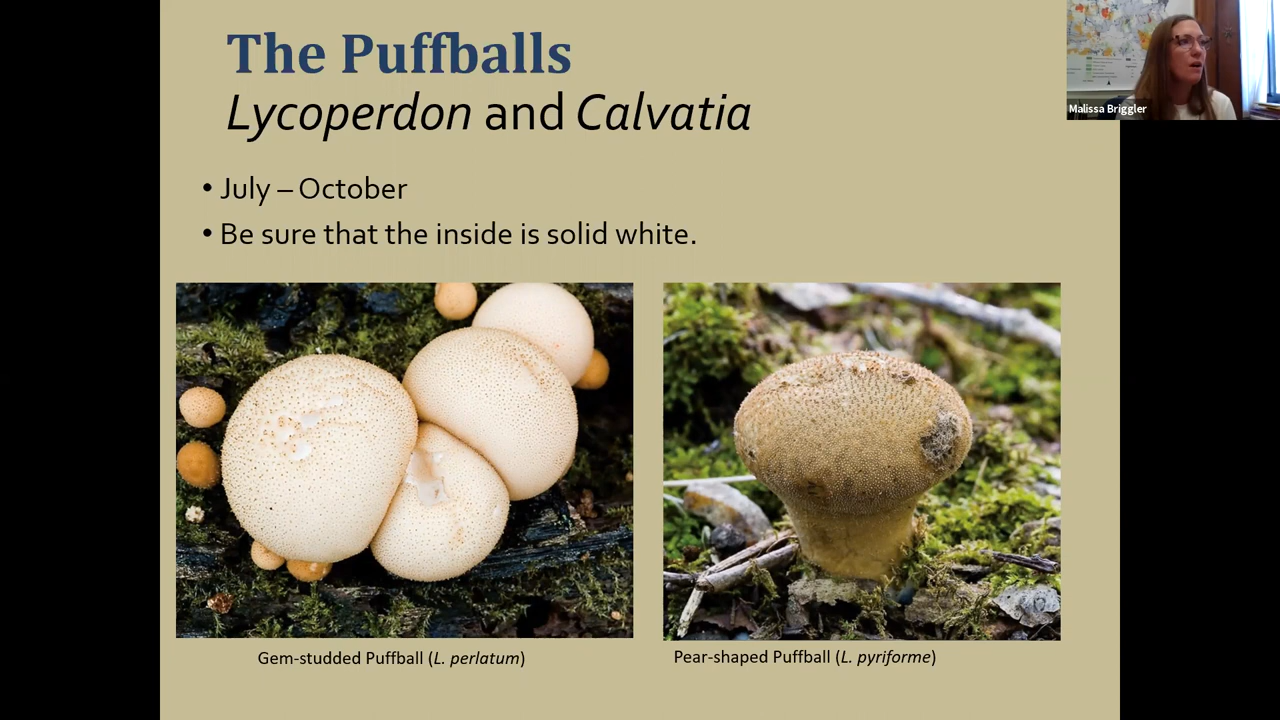 The Puffballs
Lycoperdon and Calvatia
• July – October
• Be sure that the inside is solid white.
Gem-studded Puffball (L. perlatum)
Pear-shaped Puffball (L. pyriforme)
Malissa Briggler